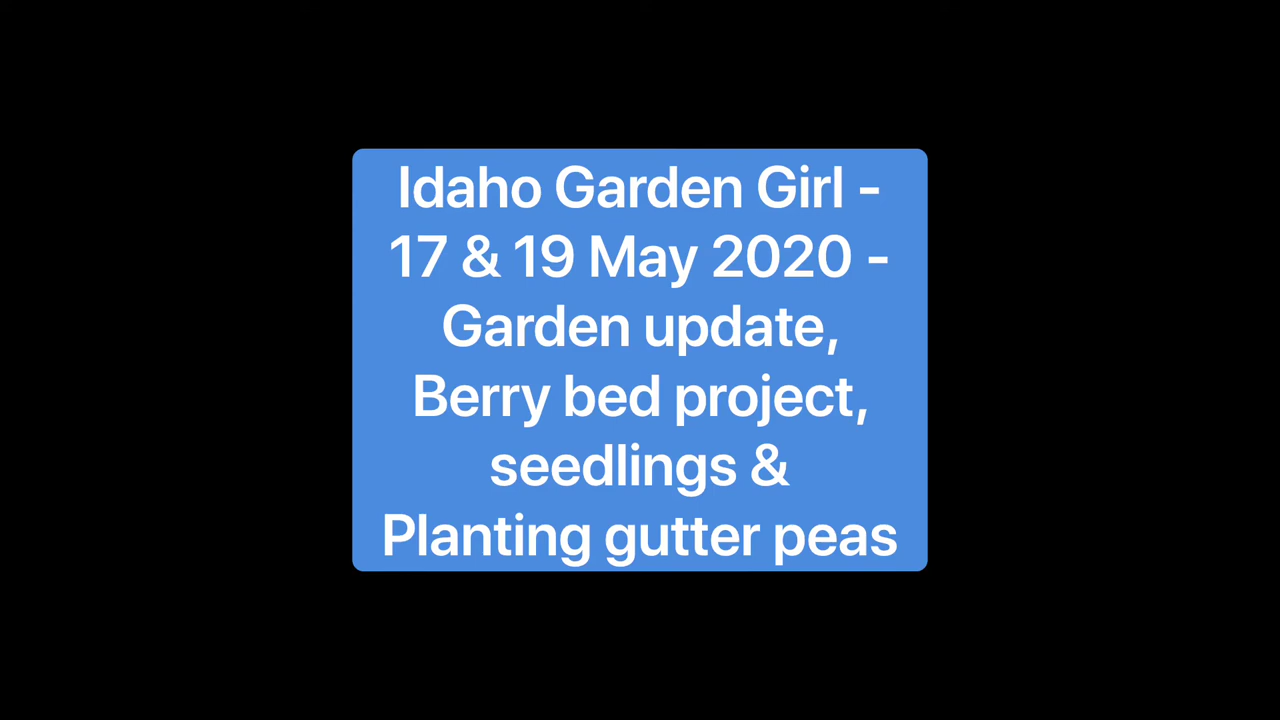 Idaho Garden Girl -
17 & 19 May 2020 -
Garden update,
Berry bed project,
seedlings &
Planting gutter peas